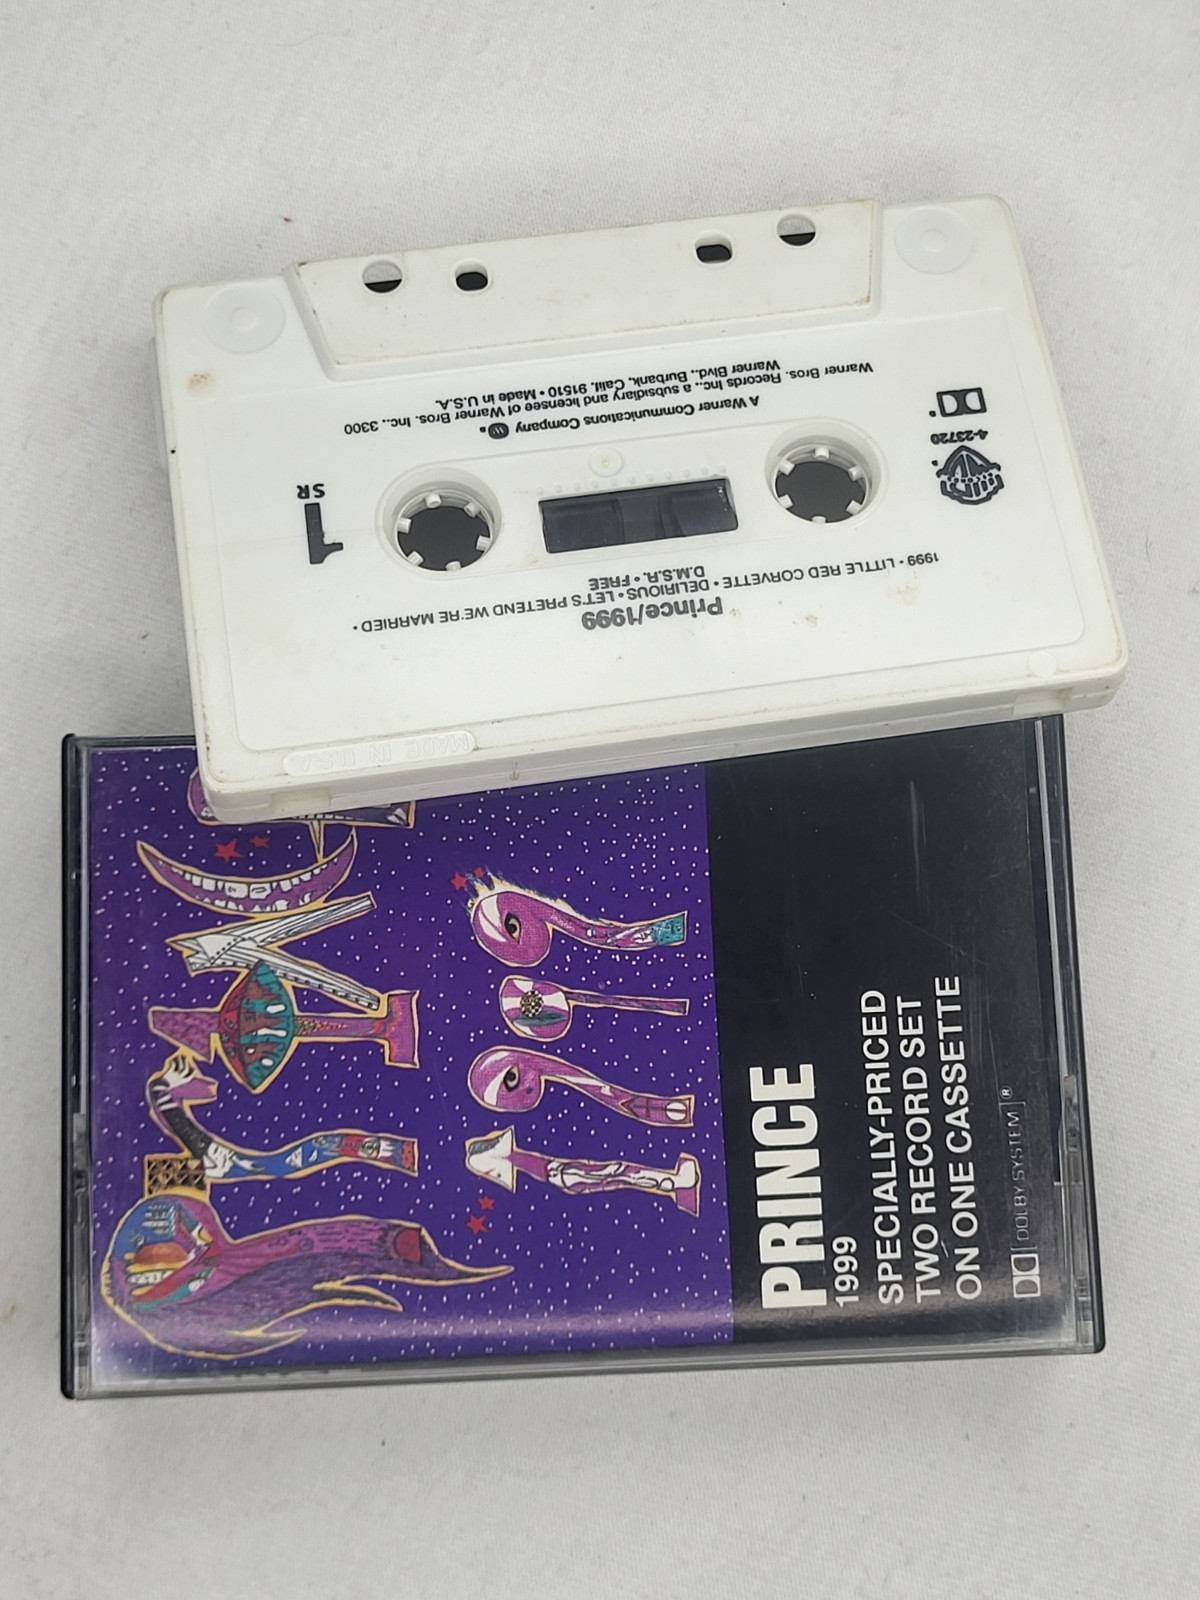 Prince/1999
1999 • LITTLE RED CORVETTE • DELIRIOUS • LET'S PRETEND WE'RE MARRIED •
D.M.S.R. • FREE
1
SR
4-23720
A Warner Communications Company
Warner Bros. Records Inc., a subsidiary and licensee of Warner Bros. Inc., 3300
Warner Blvd., Burbank, Calif. 91510 • Made in U.S.A.
MADE IN U.S.A
1999
PRINCE
1999
SPECIALLY-PRICED
TWO RECORD SET
ON ONE CASSETTE
DOLBY SYSTEM ®